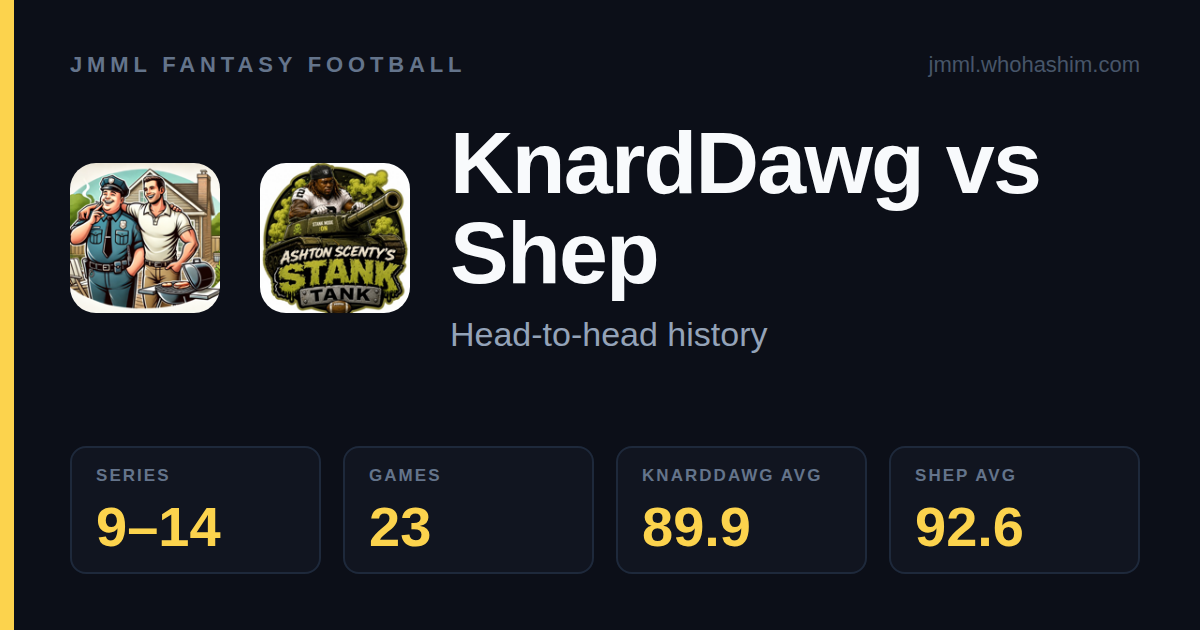 JMML FANTASY FOOTBALL
jmml.whohashim.com
KnardDawg vs
Shep
Head-to-head history
2
ASHTON SCENTY'S
STANK
TANK
SERIES
9–14
GAMES
23
KNARDDAWG AVG
89.9
SHEP AVG
92.6